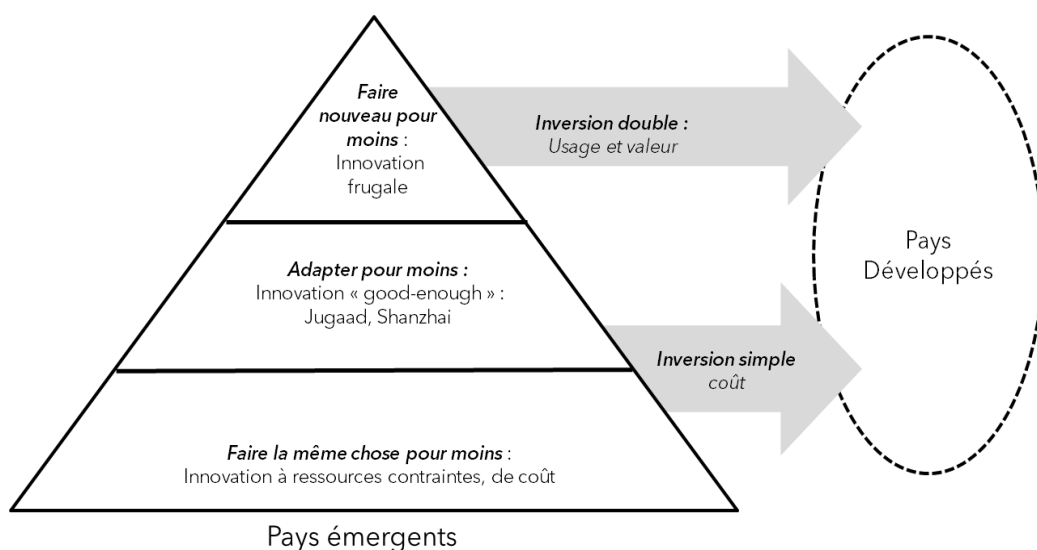 Faire
nouveau pour
moins :
Innovation
frugale
Inversion double :
Usage et valeur
Adapter pour moins :
Innovation « good-enough » :
Jugaad, Shanzhai
Pays
Développés
Inversion simple
coût
Faire la même chose pour moins :
Innovation à ressources contraintes, de coût
Pays émergents